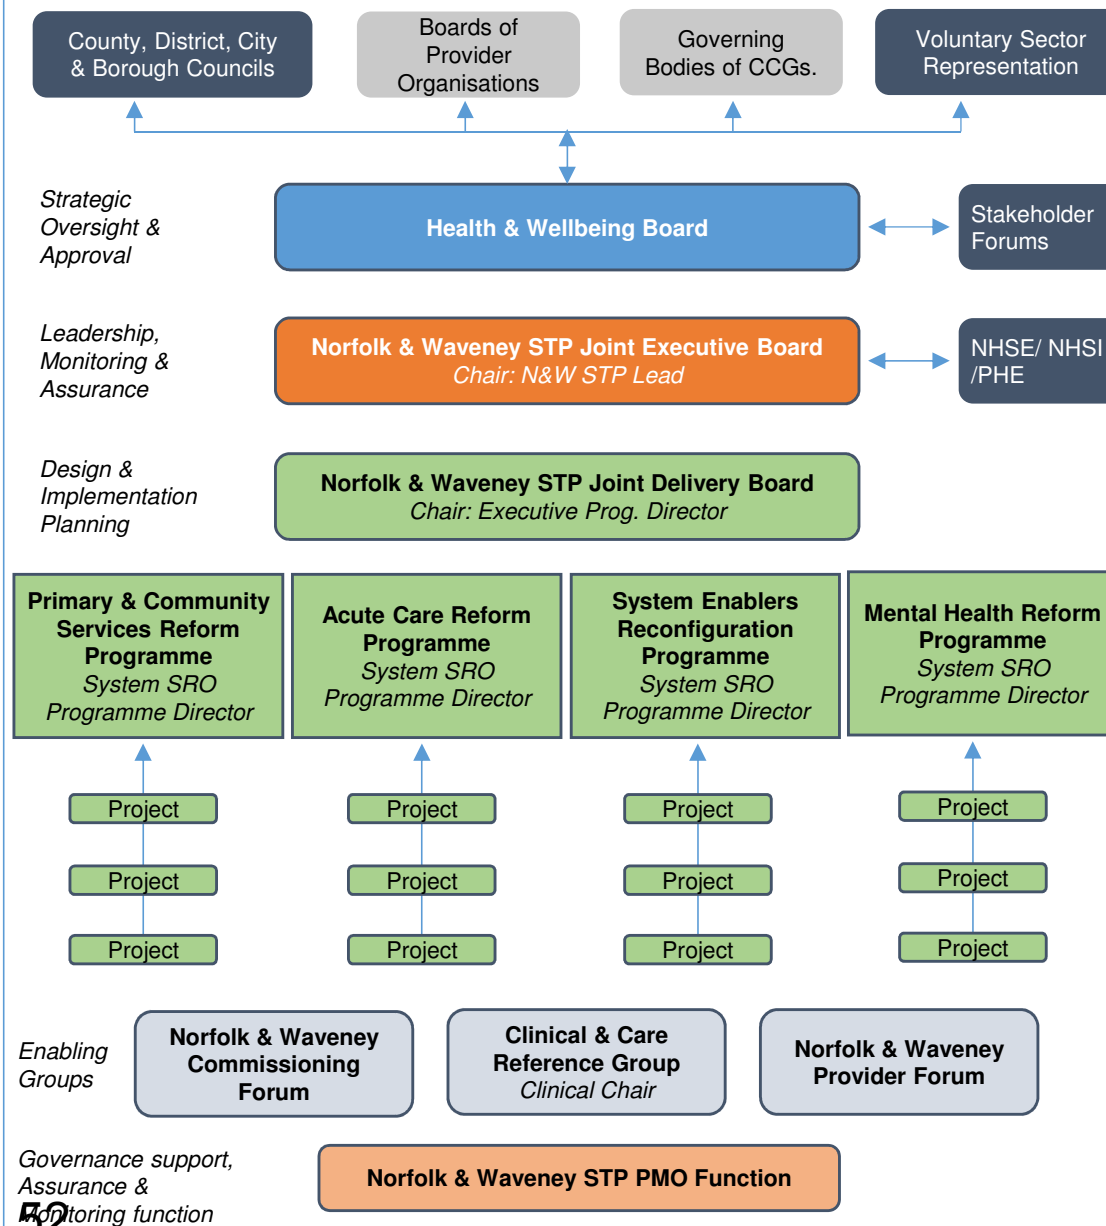 County, District, City
& Borough Councils
Boards of
Provider
Organisations
Governing
Bodies of CCGs.
Voluntary Sector
Representation
Strategic
Oversight &
Approval
Health & Wellbeing Board
Stakeholder
Forums
Leadership,
Monitoring &
Assurance
Norfolk & Waveney STP Joint Executive Board
Chair: N&W STP Lead
NHSE/ NHSI
/PHE
Design &
Implementation
Planning
Norfolk & Waveney STP Joint Delivery Board
Chair: Executive Prog. Director
Primary & Community
Services Reform
Programme
System SRO
Programme Director
Acute Care Reform
Programme
System SRO
Programme Director
System Enablers
Reconfiguration
Programme
System SRO
Programme Director
Mental Health Reform
Programme
System SRO
Programme Director
Project
Project
Project
Project
Project
Project
Project
Project
Project
Project
Project
Project
Enabling
Groups
Norfolk & Waveney
Commissioning
Forum
Clinical & Care
Reference Group
Clinical Chair
Norfolk & Waveney
Provider Forum
Governance support,
Assurance &
Monitoring function
Norfolk & Waveney STP PMO Function
52